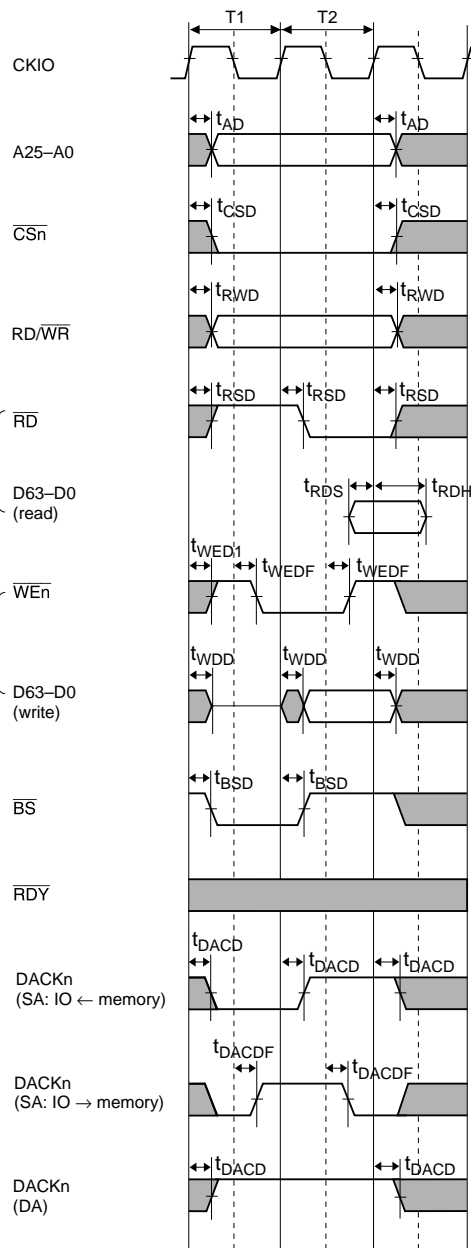 T1 T2
CKIO
tAD tAD
A25–A0
tCSD tCSD
CSn
tRWD tRWD
RD/WR
tRSD tRSD tRSD
RD
D63–D0
(read)
tRDS tRDH
tWED1 tWEDF tWEDF
WEn
tWDD tWDD tWDD
D63–D0
(write)
tBSD tBSD
BS
RDY
tDACD tDACD tDACD
DACKn
(SA: IO ← memory)
tDACDF tDACDF
DACKn
(SA: IO → memory)
tDACD tDACD
DACKn
(DA)